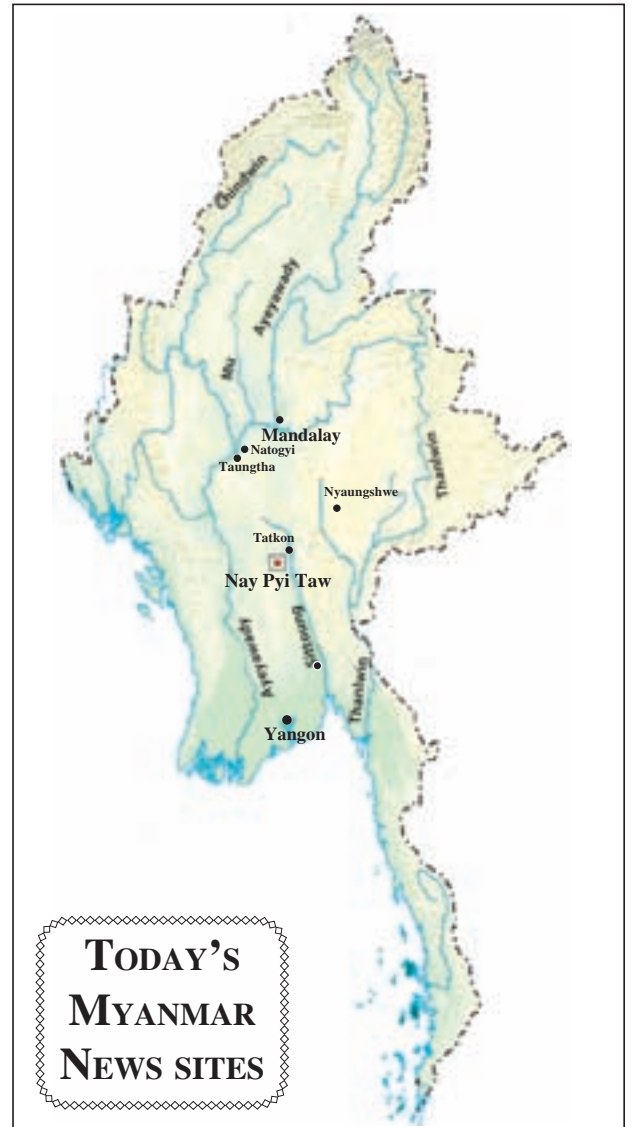 Chindwin
Ayeyawady
Mu
Mandalay
Natogyi
Taungtha
Thanlwin
Nyaungshwe
Tatkon
Nay Pyi Taw
Ayeyawady
Sittoung
Thanlwin
Yangon
TODAY'S
MYANMAR
NEWS SITES